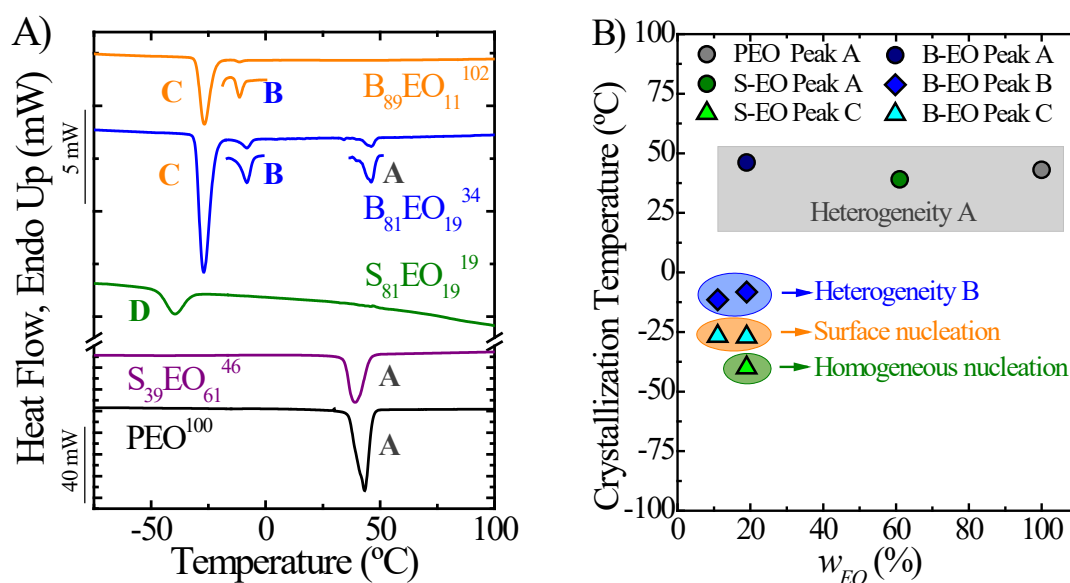 A)
Heat Flow, Endo Up (mW)
5 mW
40 mW
C
B
B₈₉EO₁₁¹⁰²
C
B
A
B₈₁EO₁₉³⁴
D
S₈₁EO₁₉¹⁹
S₃₉EO₆₁⁴⁶
A
PEO¹⁰⁰
A
-50 0 50 100
Temperature (ºC)
B)
Crystallization Temperature (ºC)
100
75
50
25
0
-25
-50
-100
PEO Peak A
B-EO Peak A
S-EO Peak A
B-EO Peak B
S-EO Peak C
B-EO Peak C
Heterogeneity A
Heterogeneity B
Surface nucleation
Homogeneous nucleation
0 20 40 60 80 100
w_EO (%)